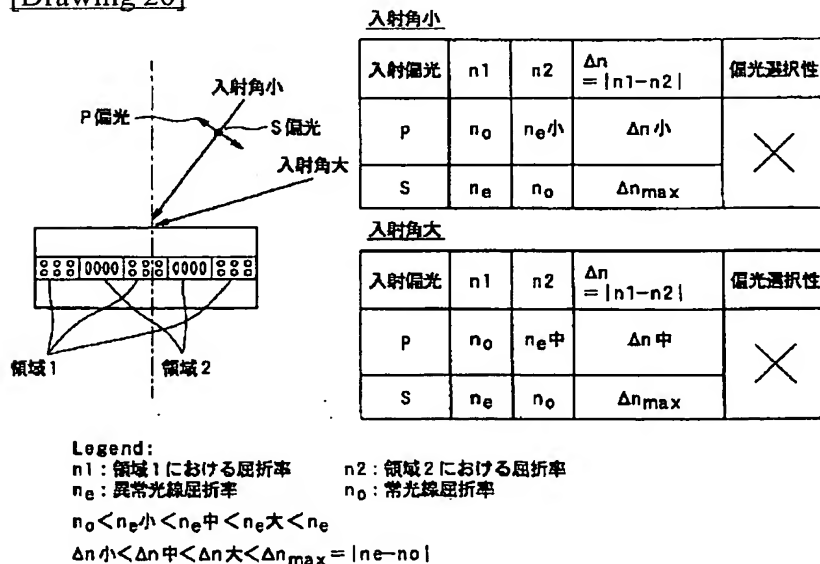 [Drawing 20]
入射角小
P偏光
S偏光
入射角大
領域1
領域2
入射角小
入射偏光 n1 n2 Δn =|n1-n2| 偏光選択性
P no ne小 Δn小 ×
S ne no Δnmax
入射角大
入射偏光 n1 n2 Δn =|n1-n2| 偏光選択性
P no ne中 Δn中 ×
S ne no Δnmax
Legend:
n1:領域1における屈折率 n2:領域2における屈折率
ne:異常光線屈折率 no:常光線屈折率
no<ne小<ne中<ne大<ne
Δn小<Δn中<Δn大<Δnmax=|ne-no|